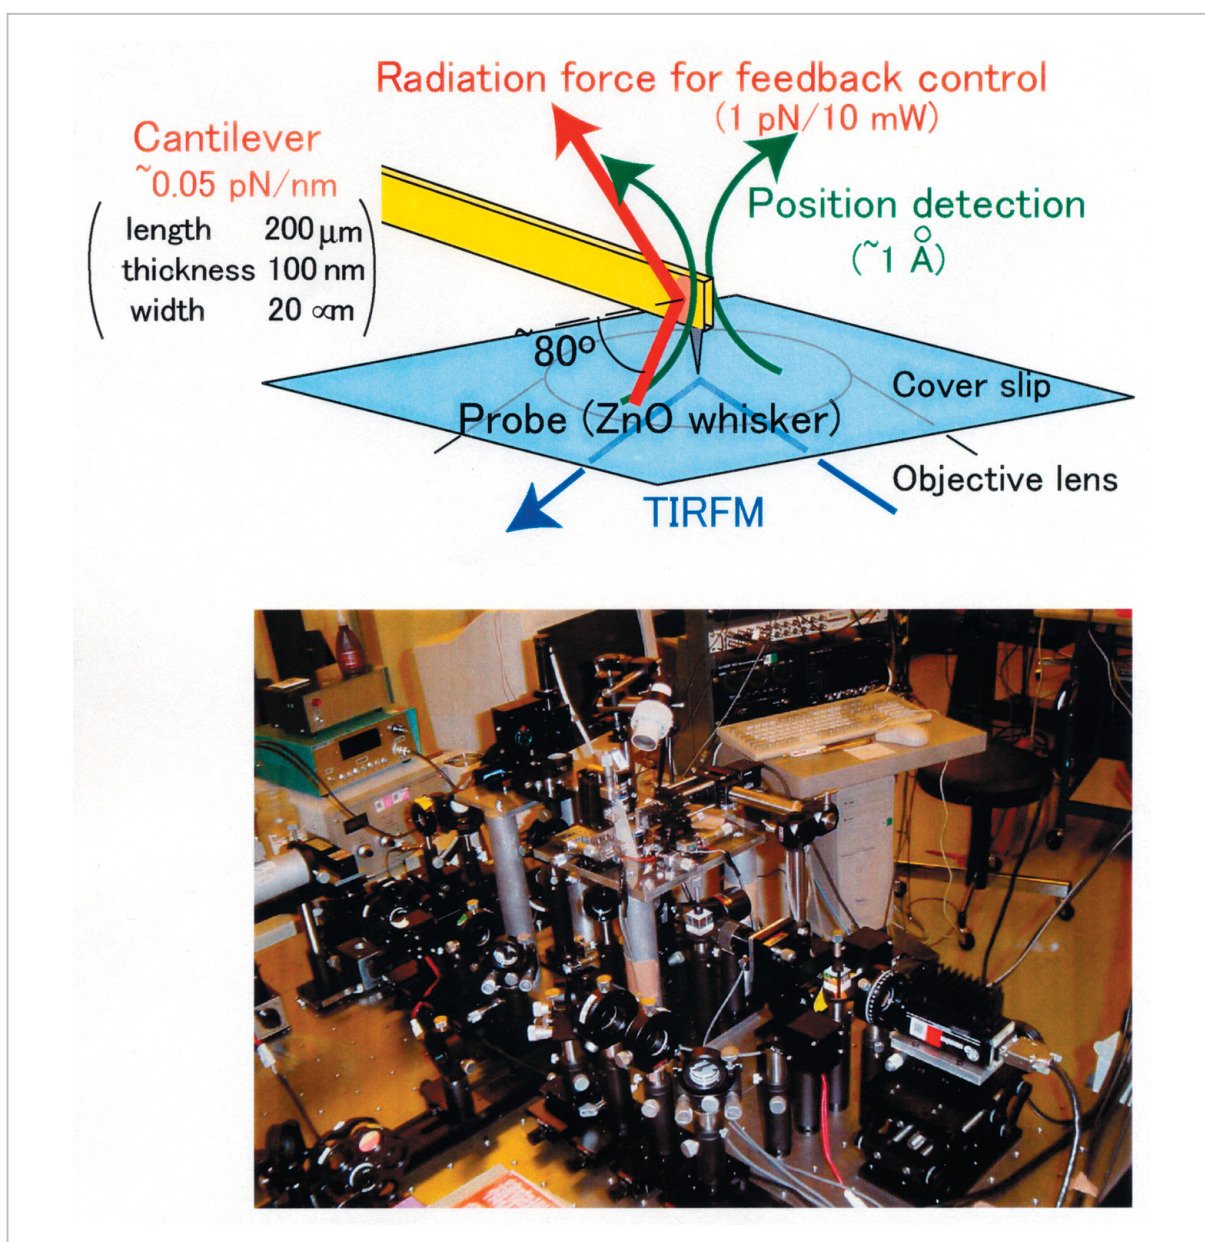 Radiation force for feedback control
(1 pN/10 mW)
Cantilever
~0.05 pN/nm
length 200 μm
thickness 100 nm
width 20 ∝m
Position detection
(~1 Å)
~80°
Cover slip
Probe (ZnO whisker)
Objective lens
TIRFM